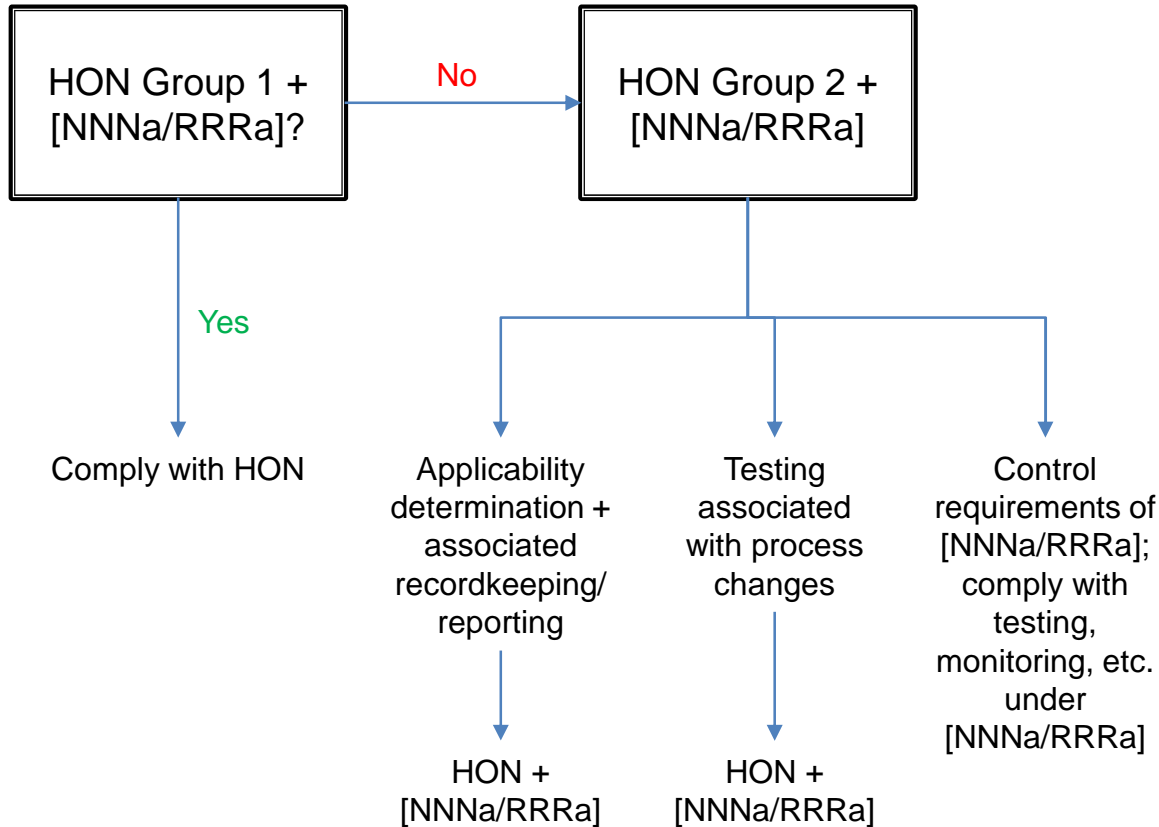 HON Group 1 +
[NNNa/RRRa]?
No
HON Group 2 +
[NNNa/RRRa]
Yes
Comply with HON
Applicability
determination +
associated
recordkeeping/
reporting
Testing
associated
with process
changes
Control
requirements of
[NNNa/RRRa];
comply with
testing,
monitoring, etc.
under
[NNNa/RRRa]
HON +
[NNNa/RRRa]
HON +
[NNNa/RRRa]